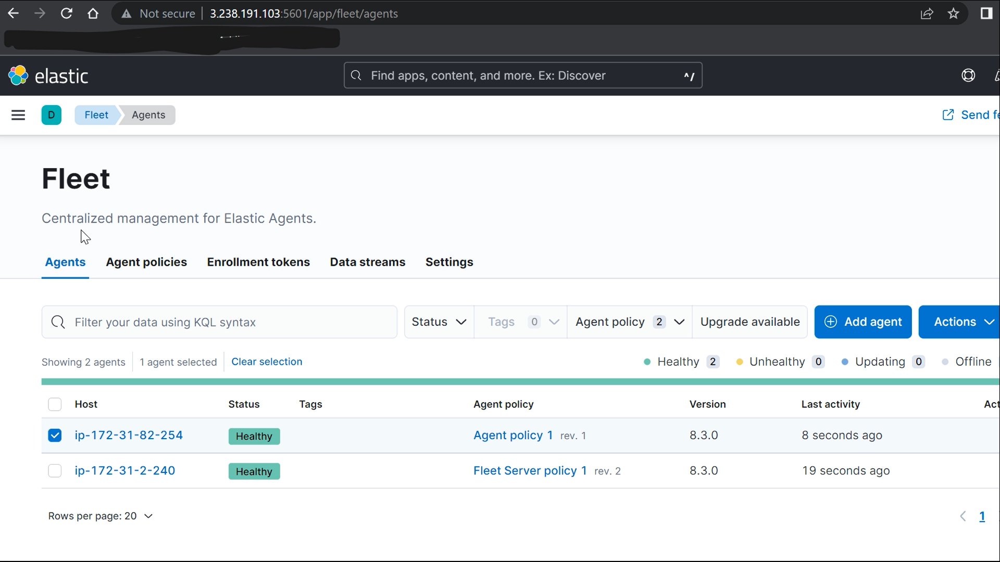 Not secure 3.238.191.103:5601/app/fleet/agents
elastic Find apps, content, and more. Ex: Discover ^/
D Fleet Agents Send fe
Fleet
Centralized management for Elastic Agents.
Agents Agent policies Enrollment tokens Data streams Settings
Filter your data using KQL syntax Status Tags 0 Agent policy 2 Upgrade available Add agent Actions
Showing 2 agents 1 agent selected Clear selection Healthy 2 Unhealthy 0 Updating 0 Offline
Host Status Tags Agent policy Version Last activity Act
ip-172-31-82-254 Healthy Agent policy 1 rev. 1 8.3.0 8 seconds ago
ip-172-31-2-240 Healthy Fleet Server policy 1 rev. 2 8.3.0 19 seconds ago
Rows per page: 20 1